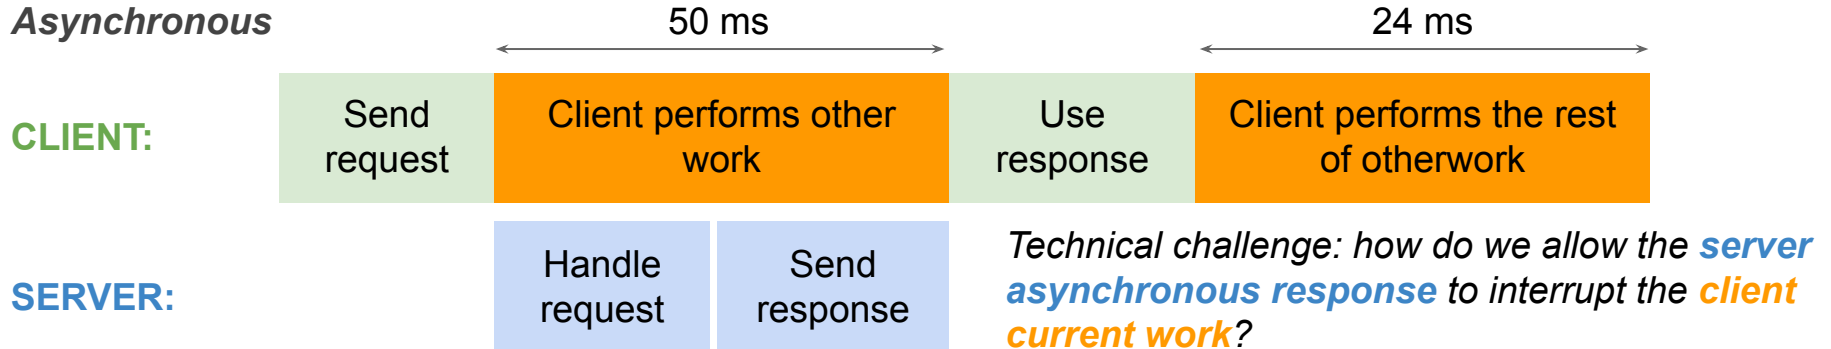 Asynchronous
50 ms
24 ms
CLIENT:
Send
request
Client performs other
work
Use
response
Client performs the rest
of otherwork
SERVER:
Handle
request
Send
response
Technical challenge: how do we allow the server
asynchronous response to interrupt the client
current work?